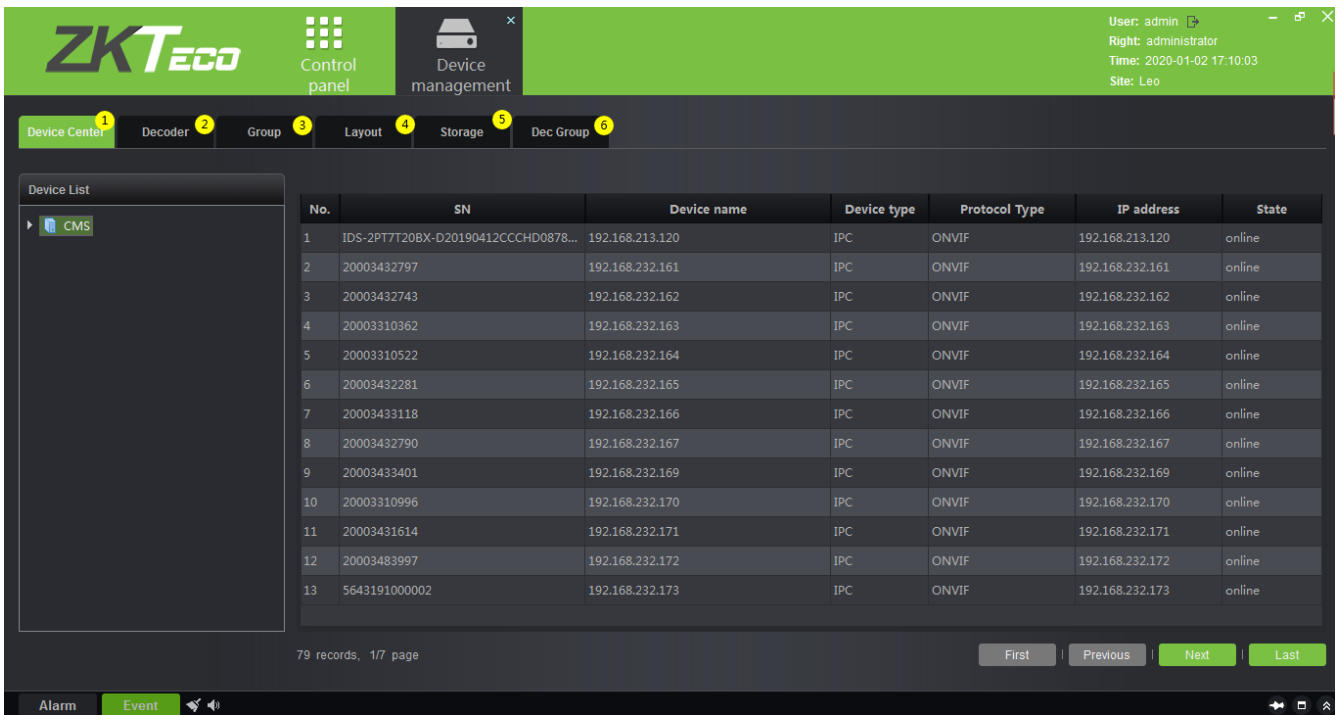 ZKTeco
Control panel
Device management
User: admin
Right: administrator
Time: 2020-01-02 17:10:03
Site: Leo
Device Center 1 Decoder 2 Group 3 Layout 4 Storage 5 Dec Group 6
Device List
CMS
No. SN Device name Device type Protocol Type IP address State
1 IDS-2PT7T20BX-D20190412CCCHD0878... 192.168.213.120 IPC ONVIF 192.168.213.120 online
2 20003432797 192.168.232.161 IPC ONVIF 192.168.232.161 online
3 20003432743 192.168.232.162 IPC ONVIF 192.168.232.162 online
4 20003310362 192.168.232.163 IPC ONVIF 192.168.232.163 online
5 20003310522 192.168.232.164 IPC ONVIF 192.168.232.164 online
6 20003432281 192.168.232.165 IPC ONVIF 192.168.232.165 online
7 20003433118 192.168.232.166 IPC ONVIF 192.168.232.166 online
8 20003432790 192.168.232.167 IPC ONVIF 192.168.232.167 online
9 20003433401 192.168.232.169 IPC ONVIF 192.168.232.169 online
10 20003310996 192.168.232.170 IPC ONVIF 192.168.232.170 online
11 20003431614 192.168.232.171 IPC ONVIF 192.168.232.171 online
12 20003483997 192.168.232.172 IPC ONVIF 192.168.232.172 online
13 5643191000002 192.168.232.173 IPC ONVIF 192.168.232.173 online
79 records, 1/7 page
First Previous Next Last
Alarm Event